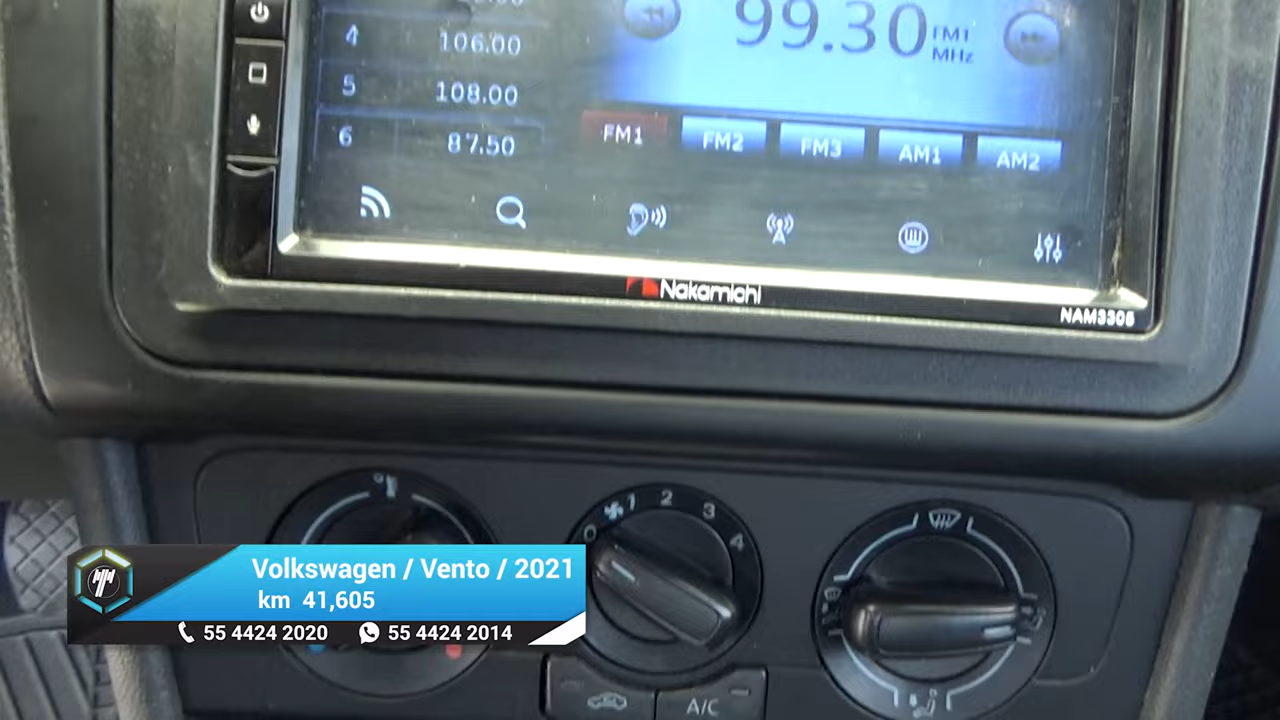 99.30 FM1
MHz
4 106.00
5 108.00
6 87.50
FM1 FM2 FM3 AM1 AM2
Nakamichi
NAM3305
0 1 2 3 4
A/C
Volkswagen / Vento / 2021
km 41,605
55 4424 2020 55 4424 2014